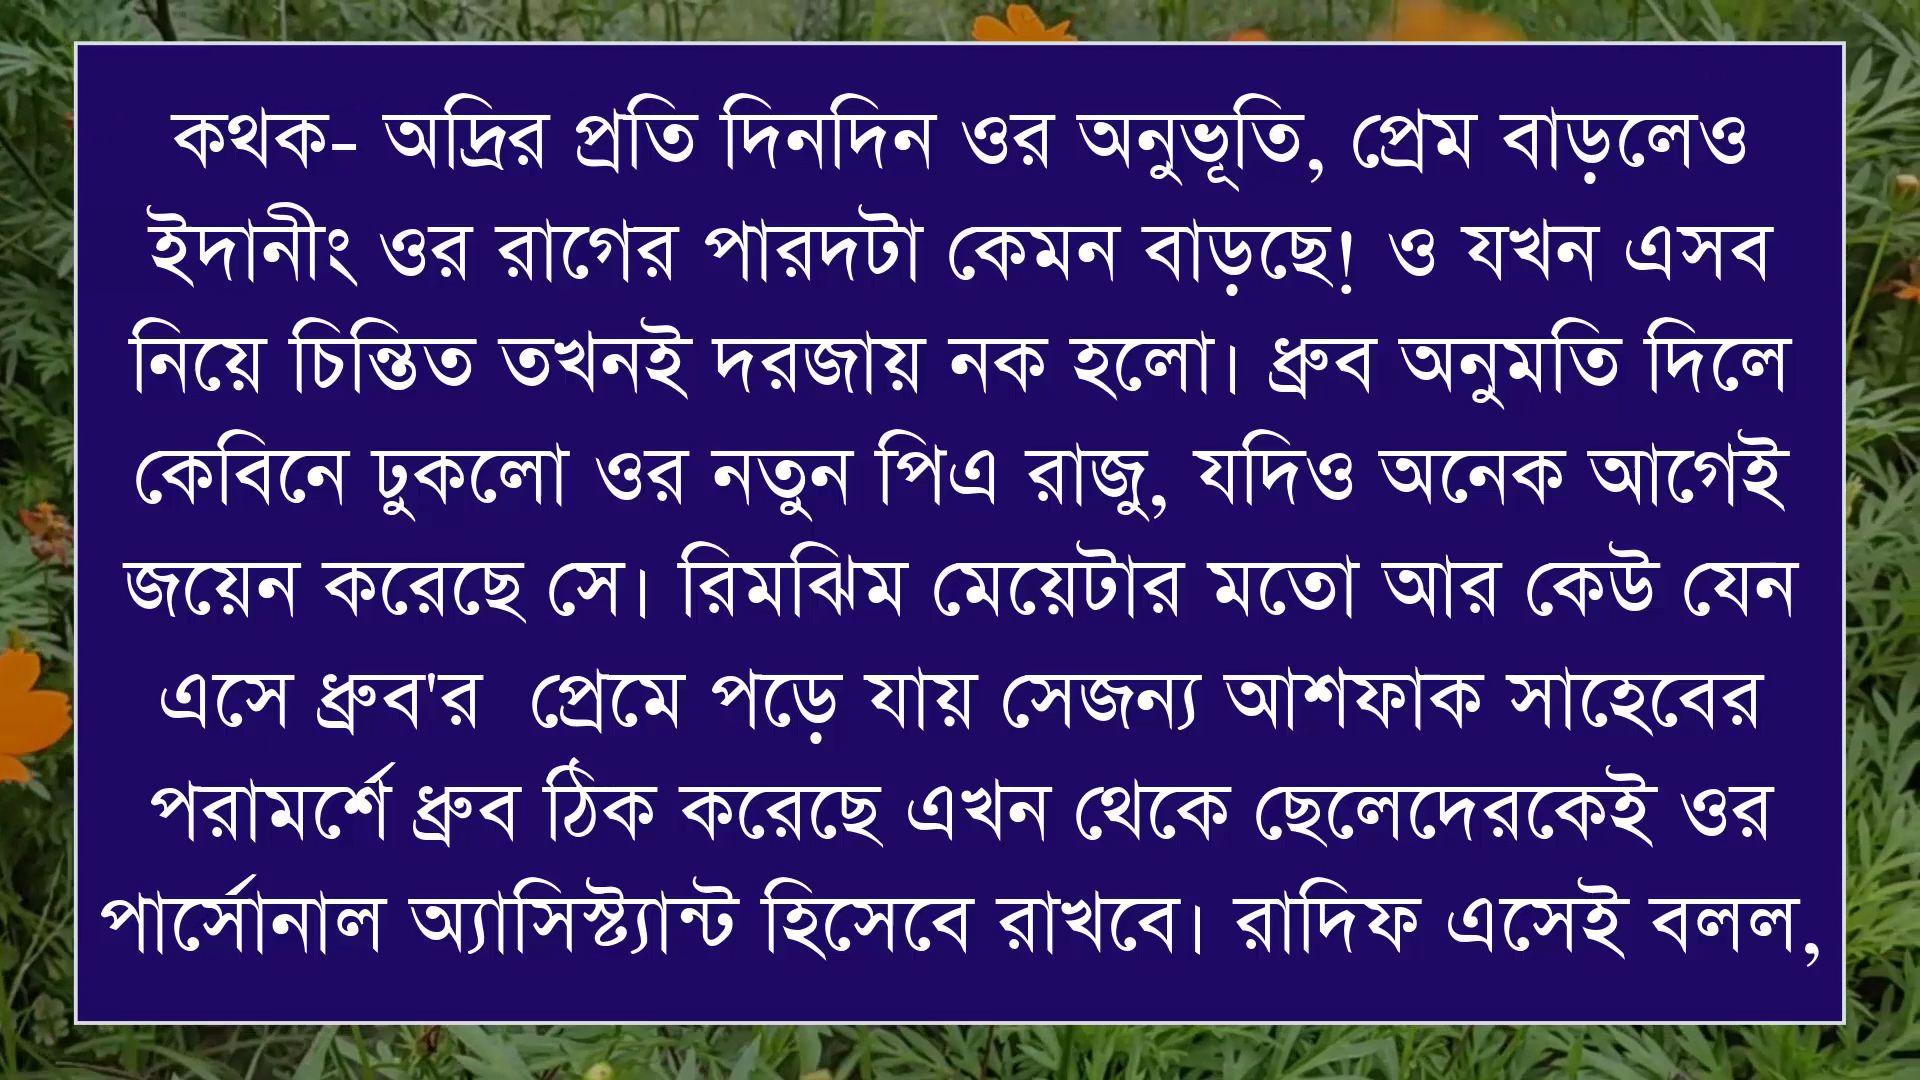 কথক- অদ্রির প্রতি দিনদিন ওর অনুভূতি, প্রেম বাড়লেও
ইদানীং ওর রাগের পারদটা কেমন বাড়ছে! ও যখন এসব
নিয়ে চিন্তিত তখনই দরজায় নক হলো। ধ্রুব অনুমতি দিলে
কেবিনে ঢুকলো ওর নতুন পিএ রাজু, যদিও অনেক আগেই
জয়েন করেছে সে। রিমঝিম মেয়েটার মতো আর কেউ যেন
এসে ধ্রুব'র  প্রেমে পড়ে যায় সেজন্য আশফাক সাহেবের
পরামর্শে ধ্রুব ঠিক করেছে এখন থেকে ছেলেদেরকেই ওর
পার্সোনাল অ্যাসিস্ট্যান্ট হিসেবে রাখবে। রাদিফ এসেই বলল,